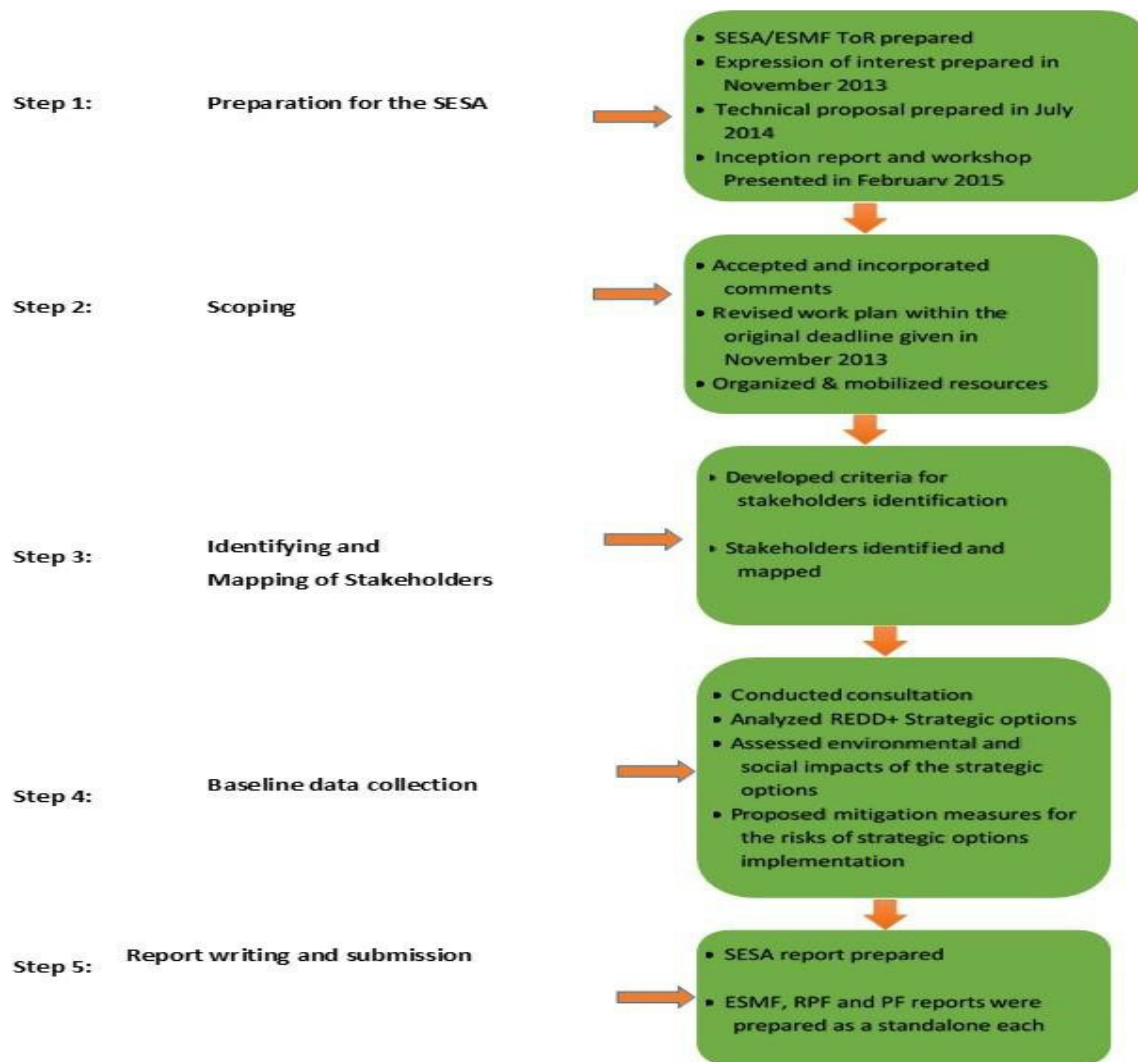 Step 1:
Preparation for the SESA
• SESA/ESMF ToR prepared
• Expression of interest prepared in
November 2013
• Technical proposal prepared in July
2014
• Inception report and workshop
Presented in February 2015
Step 2:
Scoping
• Accepted and incorporated
comments
• Revised work plan within the
original deadline given in
November 2013
• Organized & mobilized resources
Step 3:
Identifying and
Mapping of Stakeholders
• Developed criteria for
stakeholders identification
• Stakeholders identified and
mapped
Step 4:
Baseline data collection
• Conducted consultation
• Analyzed REDD+ Strategic options
• Assessed environmental and
social impacts of the strategic
options
• Proposed mitigation measures for
the risks of strategic options
implementation
Step 5:
Report writing and submission
• SESA report prepared
• ESMF, RPF and PF reports were
prepared as a standalone each